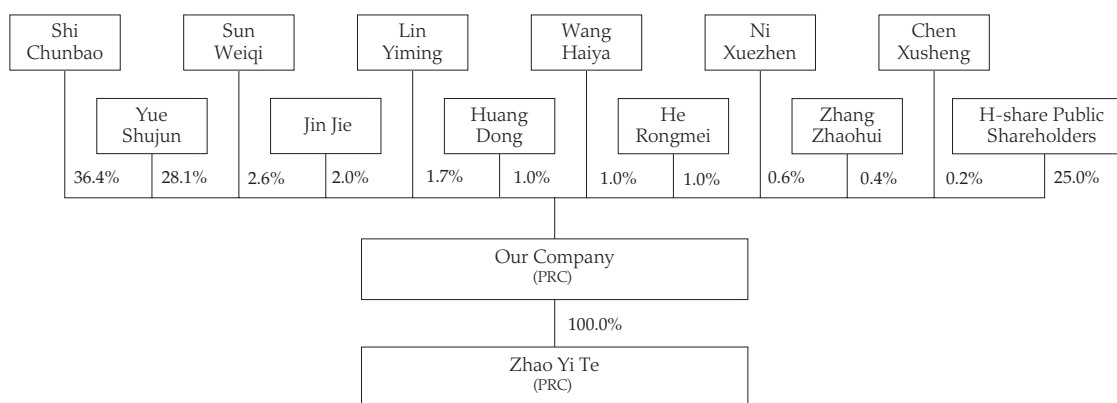 Shi
Chunbao
Sun
Weiqi
Lin
Yiming
Wang
Haiya
Ni
Xuezhen
Chen
Xusheng
Yue
Shujun
Jin Jie
Huang
Dong
He
Rongmei
Zhang
Zhaohui
H-share Public
Shareholders
36.4%
28.1%
2.6%
2.0%
1.7%
1.0%
1.0%
1.0%
0.6%
0.4%
0.2%
25.0%
Our Company
(PRC)
100.0%
Zhao Yi Te
(PRC)